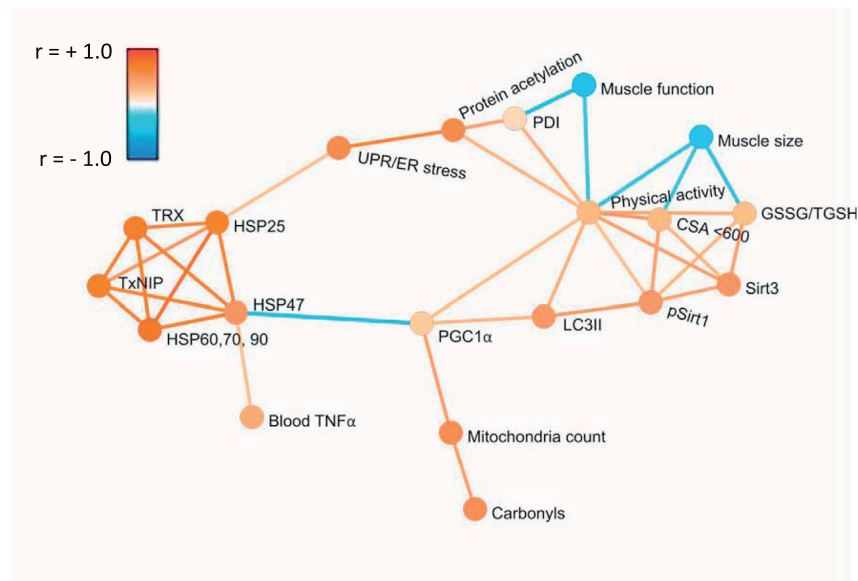 r = + 1.0
r = - 1.0
Protein acetylation
Muscle function
PDI
Muscle size
UPR/ER stress
Physical activity
TRX
HSP25
GSSG/TGSH
CSA <600
TxNIP
HSP47
Sirt3
HSP60,70, 90
PGC1α
LC3II
pSirt1
Blood TNFα
Mitochondria count
Carbonyls